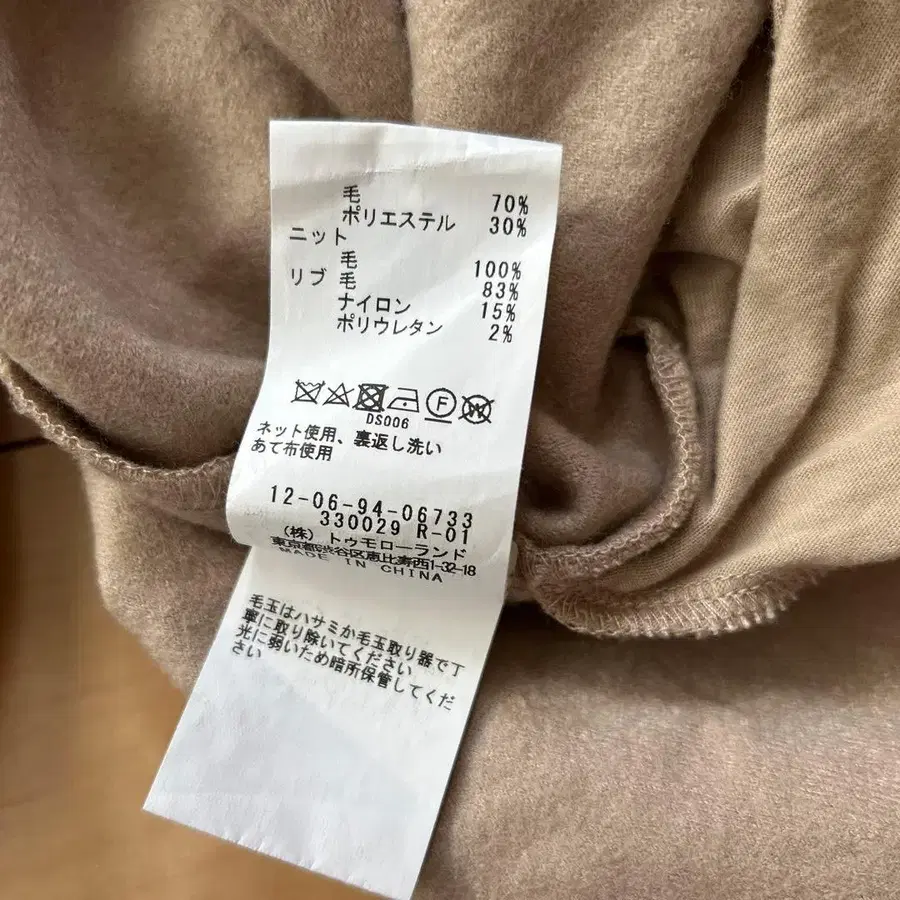 毛 70%
ポリエステル 30%
ニット
毛 100%
リブ 毛 83%
ナイロン 15%
ポリウレタン 2%
F W
DS006
ネット使用、裏返し洗い
あて布使用
12-06-94-06733
330029 R-01
(株) トゥモローランド
東京都渋谷区恵比寿西1-32-18
MADE IN CHINA
毛玉はハサミか毛玉取り器で丁
寧に取り除いてください
光に弱いため暗所保管してくだ
さい